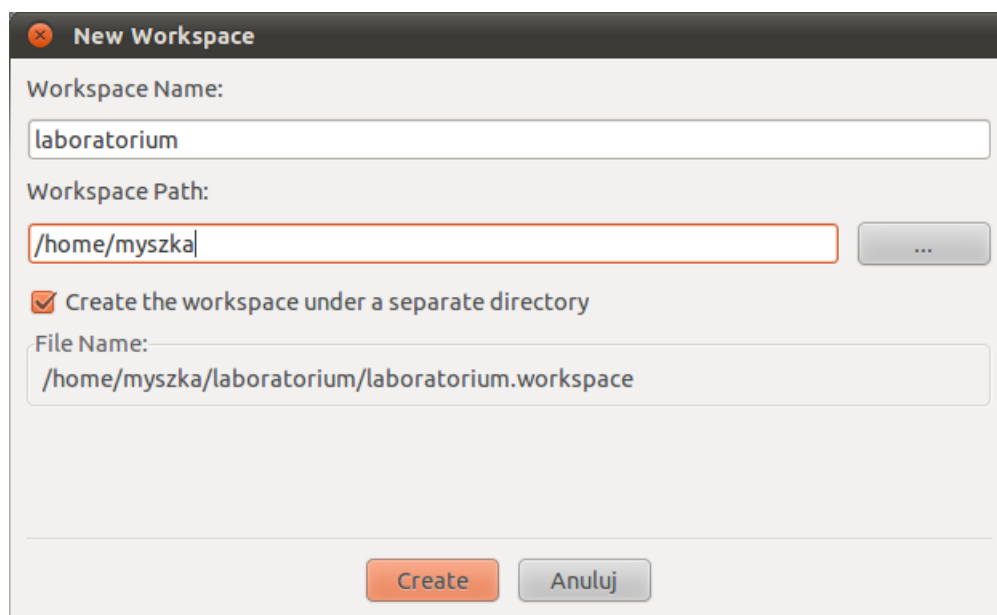 New Workspace
Workspace Name:
laboratorium
Workspace Path:
/home/myszka
...
Create the workspace under a separate directory
File Name:
/home/myszka/laboratorium/laboratorium.workspace
Create
Anuluj